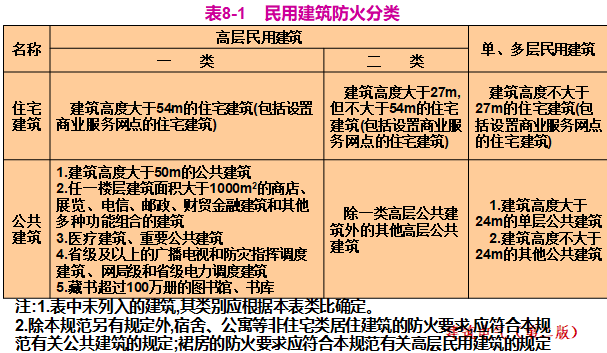 表8-1 民用建筑防火分类
名称
高层民用建筑
单、多层民用建筑
一 类
二 类
住宅
建筑
建筑高度大于54m的住宅建筑(包括设置
商业服务网点的住宅建筑)
建筑高度大于27m,
但不大于54m的住宅
建筑(包括设置商业服
务网点的住宅建筑)
建筑高度不大于
27m的住宅建筑(包
括设置商业服务网
点的住宅建筑)
公共
建筑
1.建筑高度大于50m的公共建筑
2.任一楼层建筑面积大于1000m²的商店、
展览、电信、邮政、财贸金融建筑和其他
多种功能组合的建筑
3.医疗建筑、重要公共建筑
4.省级及以上的广播电视和防灾指挥调度
建筑、网局级和省级电力调度建筑
5.藏书超过100万册的图书馆、书库
除一类高层公共建
筑外的其他高层公共
建筑
1.建筑高度大于
24m的单层公共建筑
2.建筑高度不大于
24m的其他公共建筑
注:1.表中未列入的建筑,其类别应根据本表类比确定。
2.除本规范另有规定外,宿舍、公寓等非住宅类居住建筑的防火要求,应符合本规
范有关公共建筑的规定;裙房的防火要求应符合本规范有关高层民用建筑的规定
版)